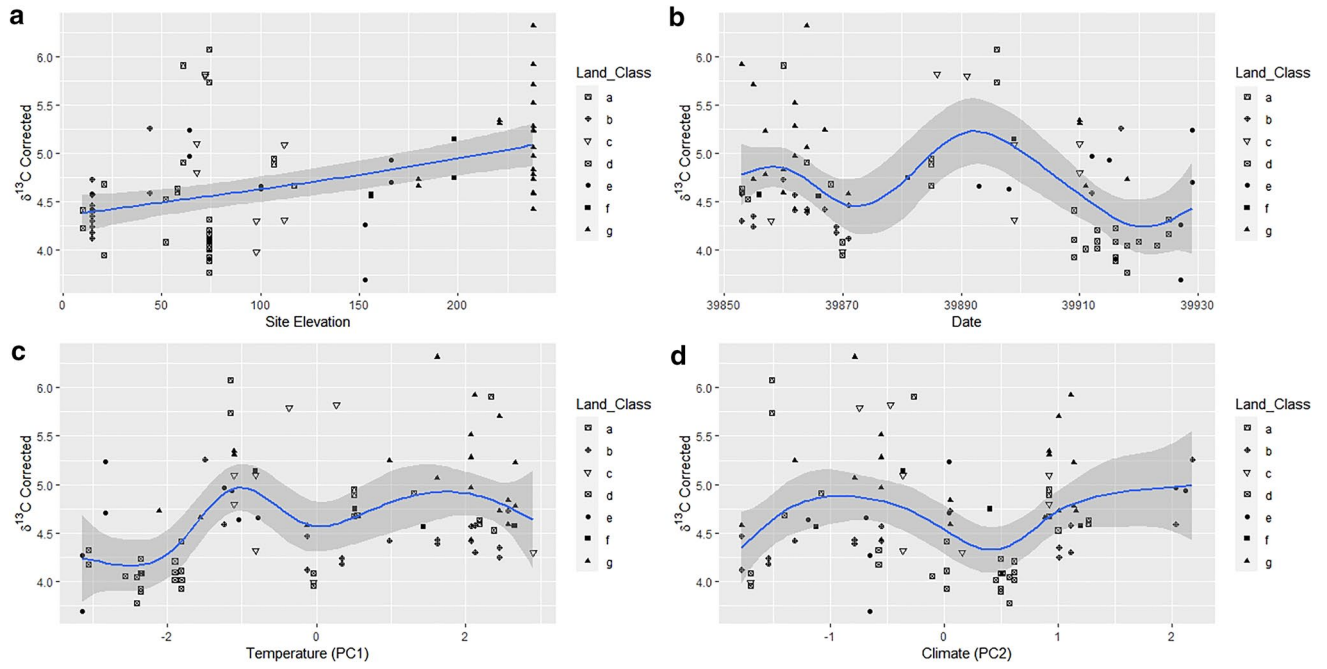 a
δ13C Corrected
6.0
5.5
5.0
4.5
4.0
0 50 100 150 200
Site Elevation
Land_Class
a
b
c
d
e
f
g
b
δ13C Corrected
6.0
5.5
5.0
4.5
4.0
39850 39870 39890 39910 39930
Date
Land_Class
a
b
c
d
e
f
g
c
δ13C Corrected
6.0
5.5
5.0
4.5
4.0
-2 0 2
Temperature (PC1)
Land_Class
a
b
c
d
e
f
g
d
δ13C Corrected
6.0
5.5
5.0
4.5
4.0
-1 0 1 2
Climate (PC2)
Land_Class
a
b
c
d
e
f
g